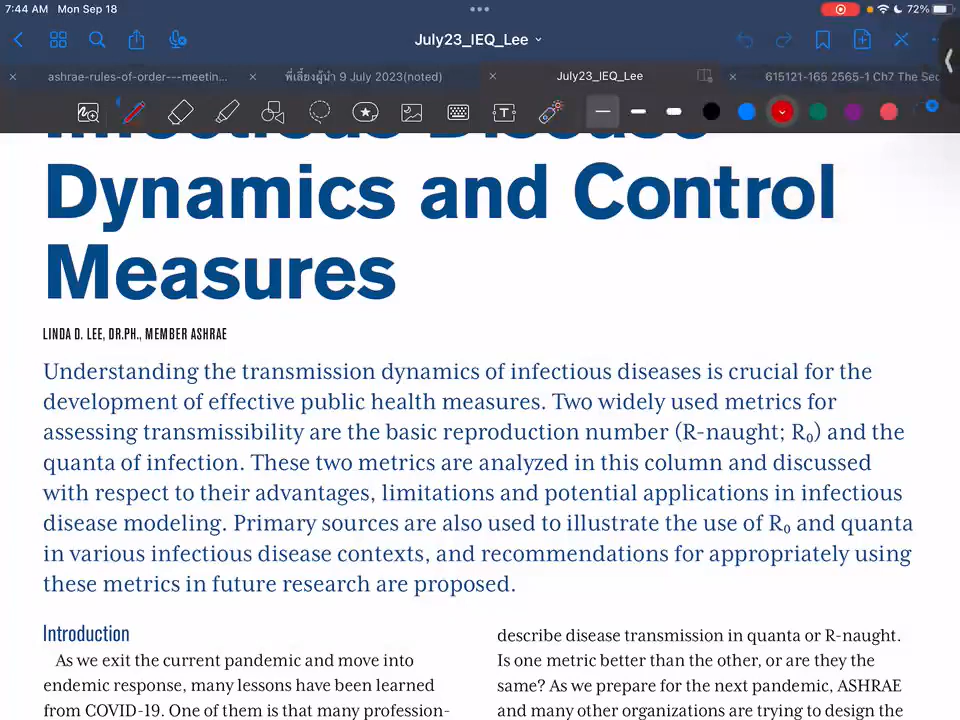 7:44 AM Mon Sep 18
72%
July23_IEQ_Lee
ashrae-rules-of-order---meetin...
พี่เลี้ยงผู้นำ 9 July 2023(noted)
July23_IEQ_Lee
615121-165 2565-1 Ch7 The Sec
Infectious Disease
Dynamics and Control
Measures
LINDA D. LEE, DR.PH., MEMBER ASHRAE
Understanding the transmission dynamics of infectious diseases is crucial for the
development of effective public health measures. Two widely used metrics for
assessing transmissibility are the basic reproduction number (R-naught; R₀) and the
quanta of infection. These two metrics are analyzed in this column and discussed
with respect to their advantages, limitations and potential applications in infectious
disease modeling. Primary sources are also used to illustrate the use of R₀ and quanta
in various infectious disease contexts, and recommendations for appropriately using
these metrics in future research are proposed.
Introduction
As we exit the current pandemic and move into
endemic response, many lessons have been learned
from COVID-19. One of them is that many profession-
describe disease transmission in quanta or R-naught.
Is one metric better than the other, or are they the
same? As we prepare for the next pandemic, ASHRAE
and many other organizations are trying to design the